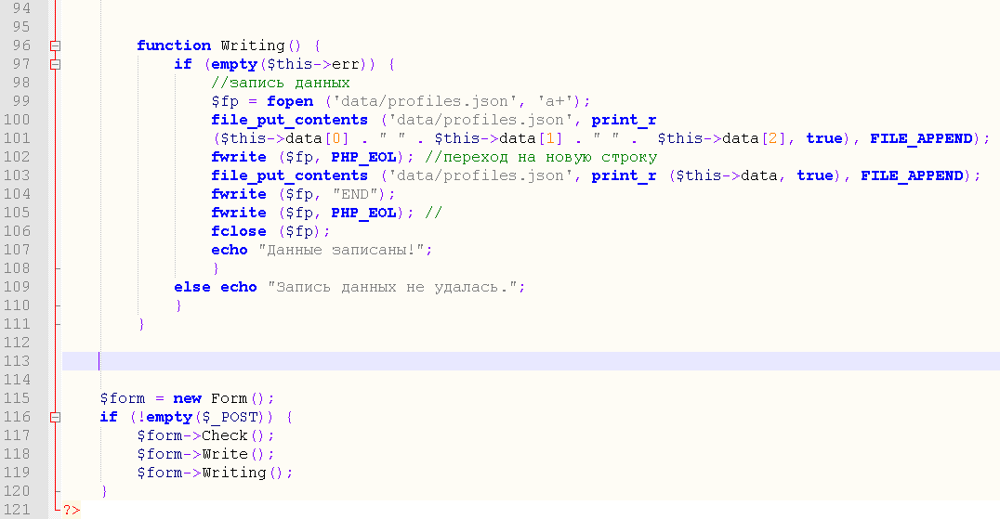 94
95
96 function Writing() {
97 if (empty($this->err)) {
98 //запись данных
99 $fp = fopen ('data/profiles.json', 'a+');
100 file_put_contents ('data/profiles.json', print_r
101 ($this->data[0] . " " . $this->data[1] . " " .  $this->data[2], true), FILE_APPEND);
102 fwrite ($fp, PHP_EOL); //переход на новую строку
103 file_put_contents ('data/profiles.json', print_r ($this->data, true), FILE_APPEND);
104 fwrite ($fp, "END");
105 fwrite ($fp, PHP_EOL); //
106 fclose ($fp);
107 echo "Данные записаны!";
108 }
109 else echo "Запись данных не удалась.";
110 }
111 }
112
113
114
115 $form = new Form();
116 if (!empty($_POST)) {
117 $form->Check();
118 $form->Write();
119 $form->Writing();
120 }
121 ?>